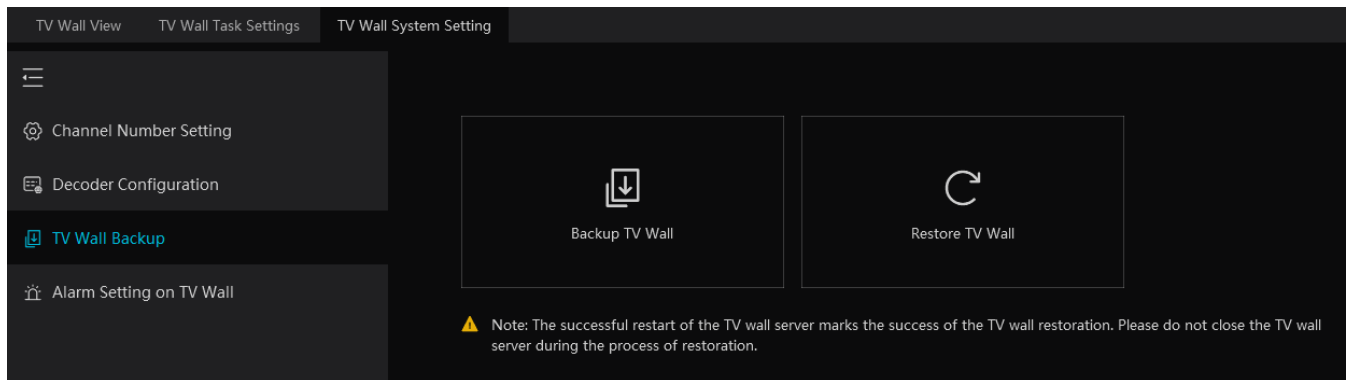 TV Wall View
TV Wall Task Settings
TV Wall System Setting
Channel Number Setting
Decoder Configuration
TV Wall Backup
Alarm Setting on TV Wall
Backup TV Wall
Restore TV Wall
Note: The successful restart of the TV wall server marks the success of the TV wall restoration. Please do not close the TV wall
server during the process of restoration.